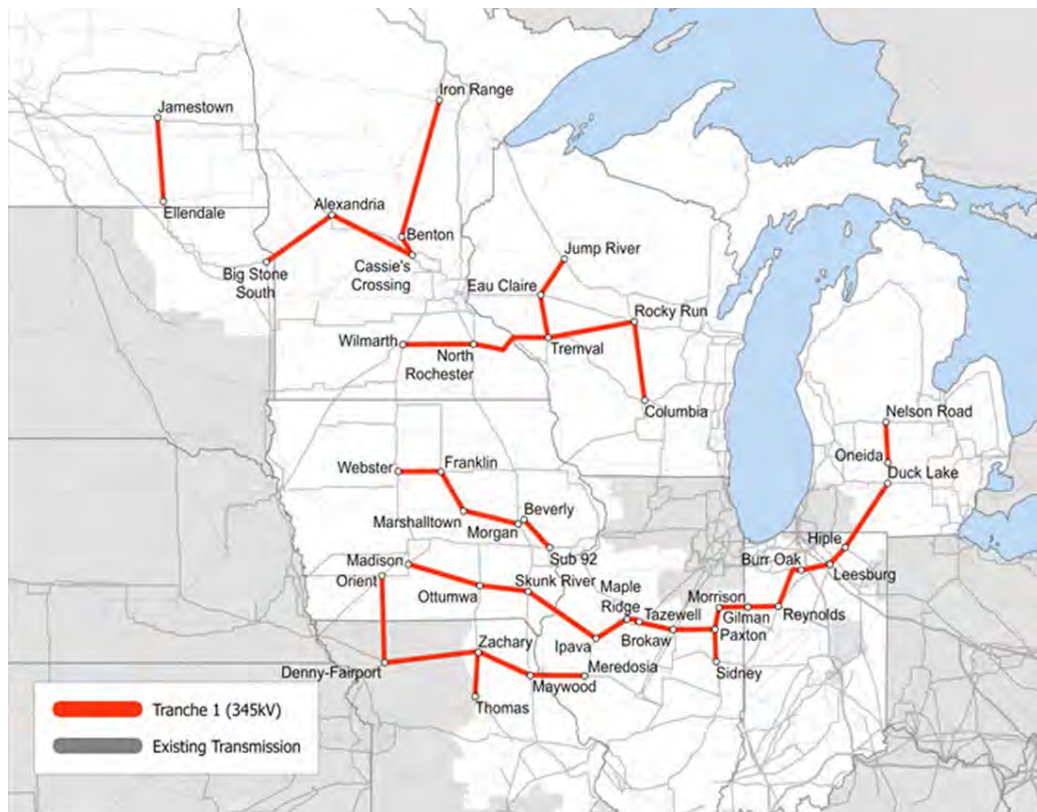 Iron Range
Jamestown
Ellendale
Alexandria
Benton
Cassie's
Crossing
Big Stone
South
Jump River
Eau Claire
Rocky Run
Wilmarth
North
Rochester
Tremval
Columbia
Nelson Road
Oneida
Duck Lake
Webster
Franklin
Marshalltown
Beverly
Morgan
Sub 92
Hiple
Burr Oak
Leesburg
Madison
Orient
Ottumwa
Skunk River
Maple
Ridge
Tazewell
Brokaw
Ipava
Morrison
Gilman
Paxton
Reynolds
Sidney
Zachary
Denny-Fairport
Meredosia
Maywood
Thomas
Tranche 1 (345kV)
Existing Transmission